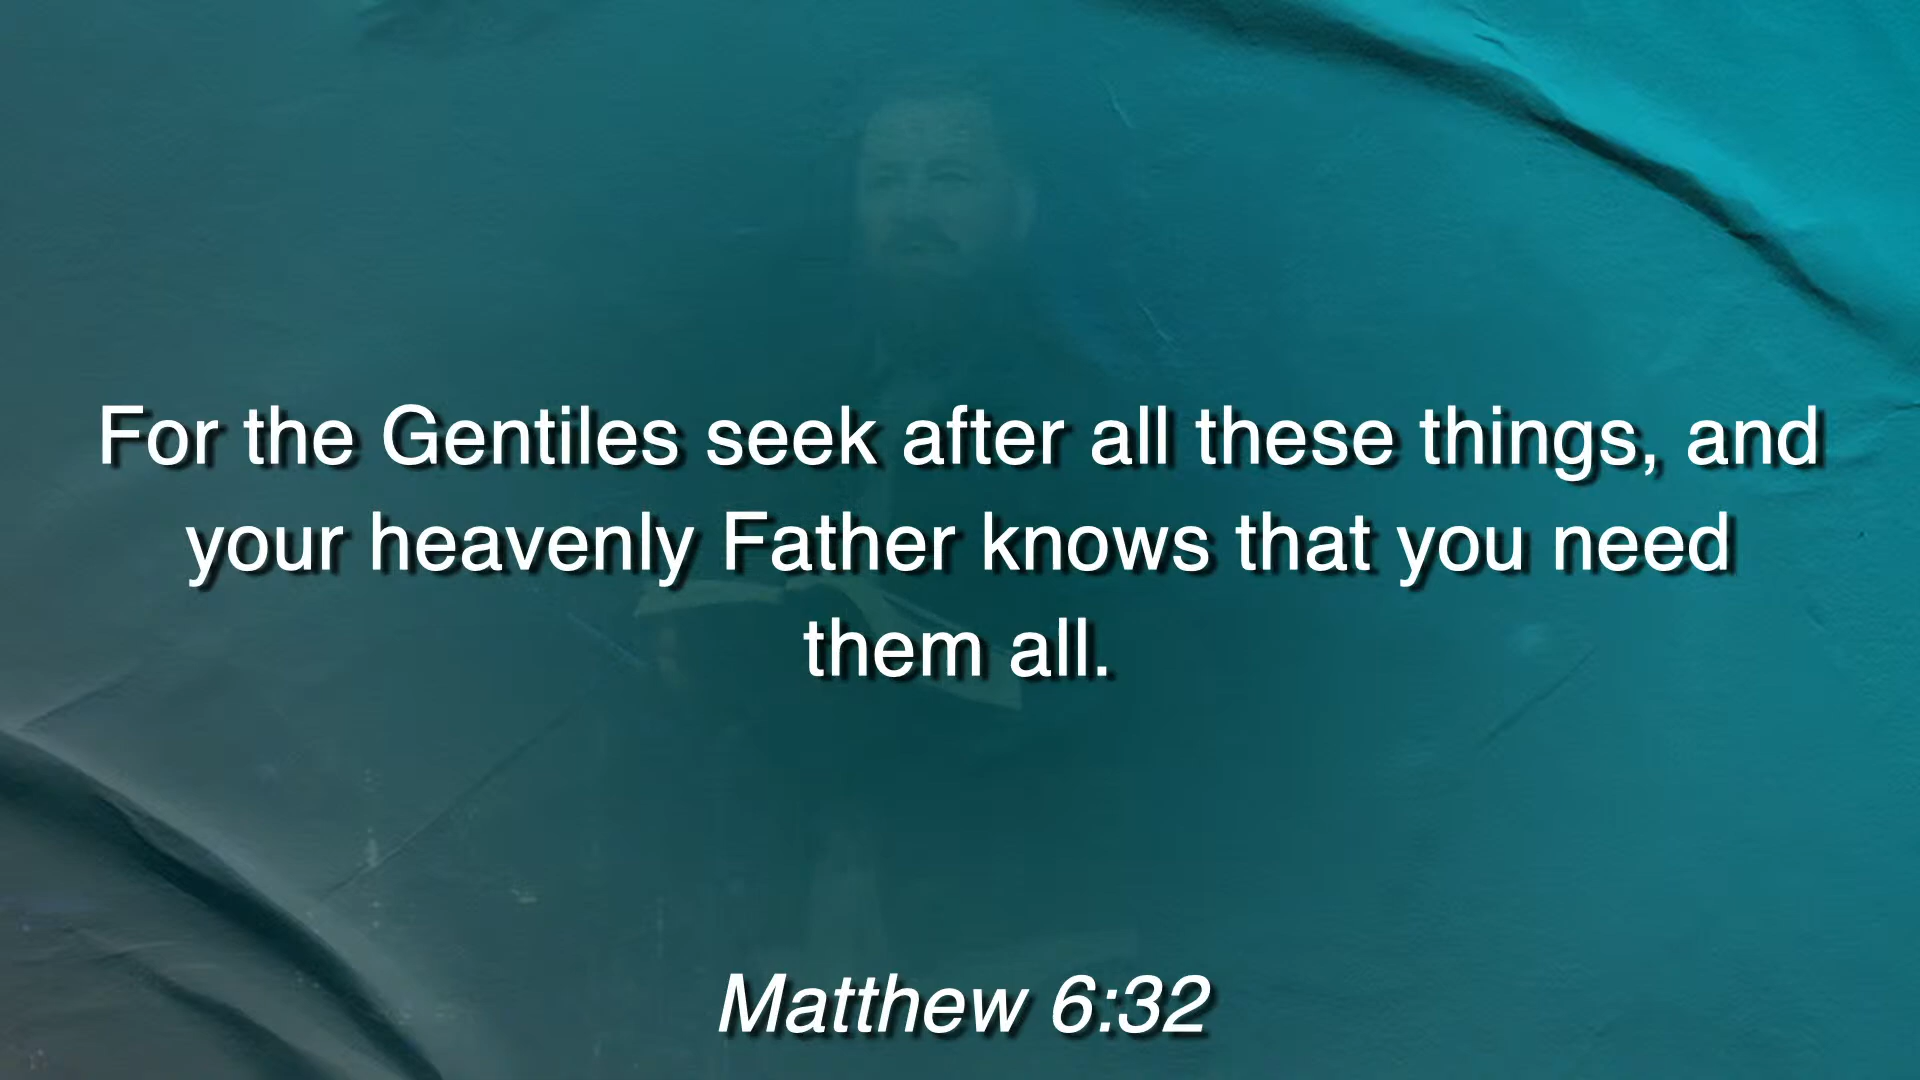 For the Gentiles seek after all these things, and
your heavenly Father knows that you need
them all.
Matthew 6:32